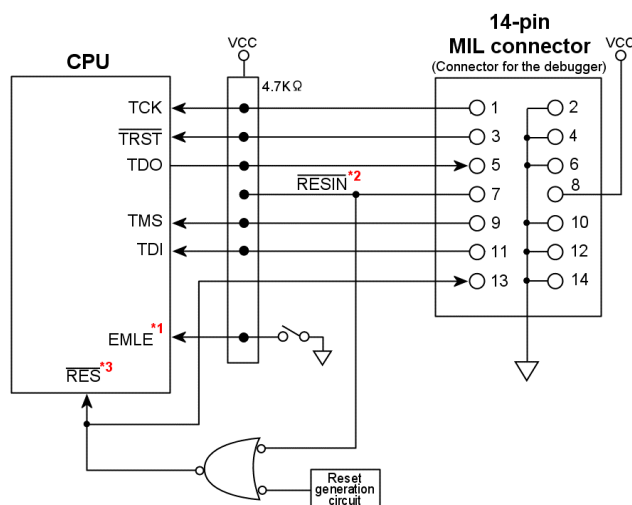 14-pin
MIL connector
(Connector for the debugger)
VCC
VCC
CPU
4.7KΩ
TCK
1
2
TRST
3
4
TDO
5
6
RESIN*2
7
8
TMS
9
10
TDI
11
12
13
14
EMLE*1
RES*3
Reset
generation
circuit